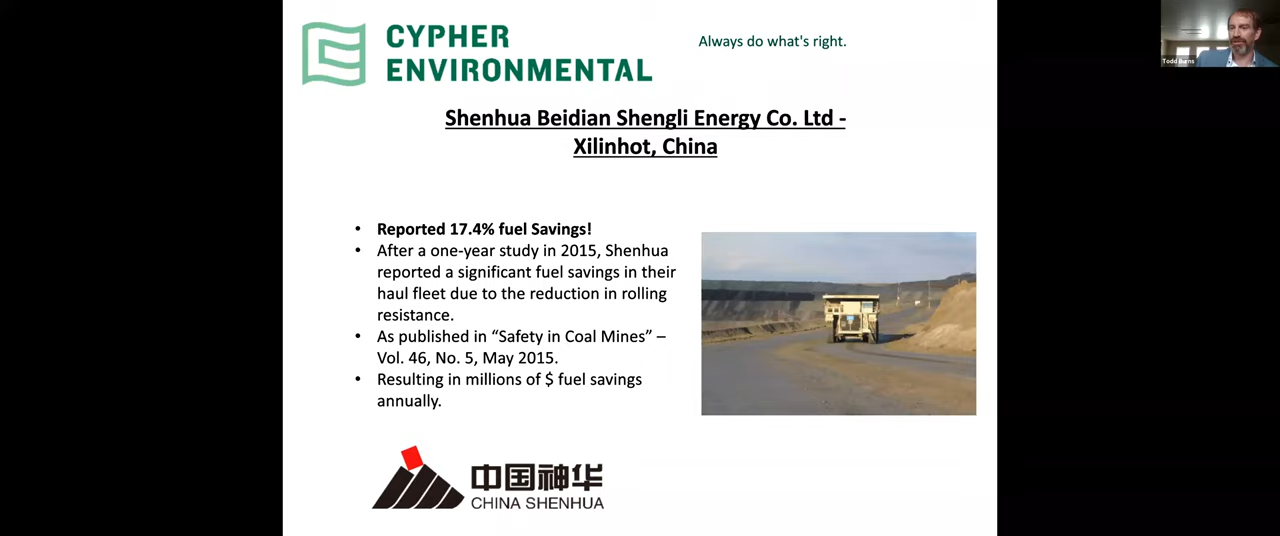 CYPHER
ENVIRONMENTAL
Always do what's right.
Todd Burns
Shenhua Beidian Shengli Energy Co. Ltd -
Xilinhot, China
• Reported 17.4% fuel Savings!
• After a one-year study in 2015, Shenhua
reported a significant fuel savings in their
haul fleet due to the reduction in rolling
resistance.
• As published in “Safety in Coal Mines” –
Vol. 46, No. 5, May 2015.
• Resulting in millions of $ fuel savings
annually.
中国神华
CHINA SHENHUA